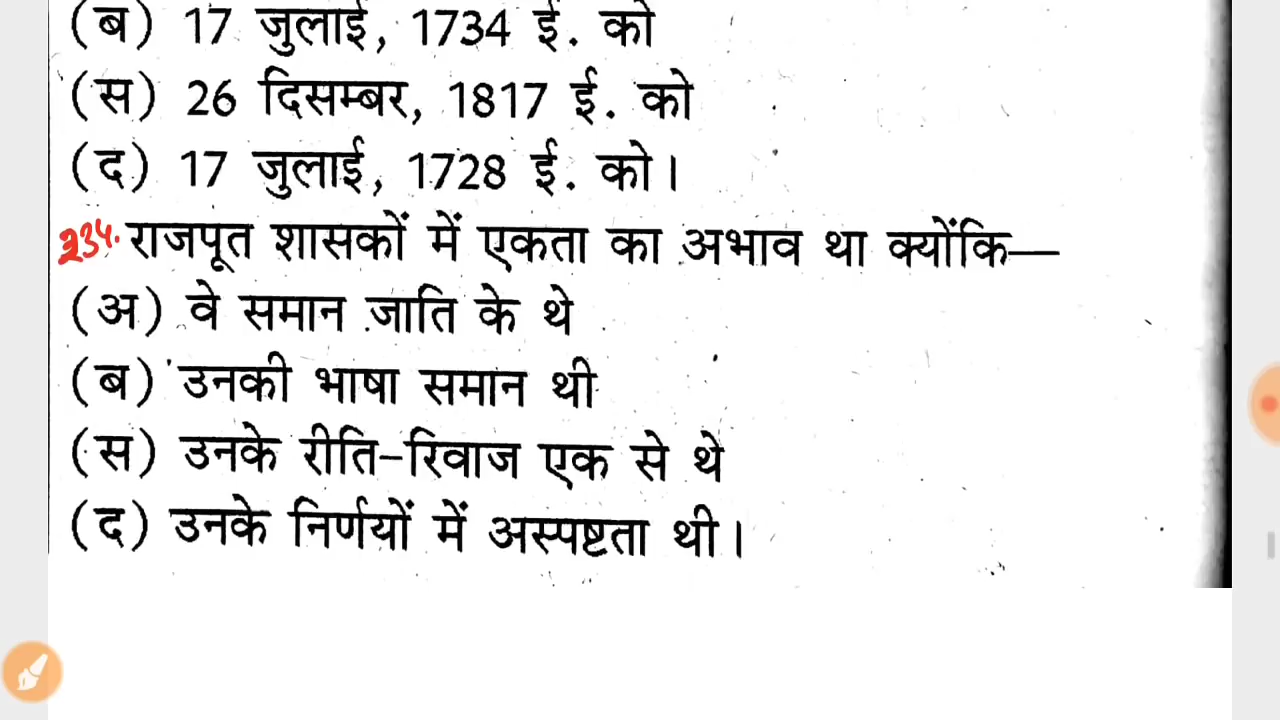 (ब) 17 जुलाई, 1734 ई. को
(स) 26 दिसम्बर, 1817 ई. को
(द) 17 जुलाई, 1728 ई. को।
234. राजपूत शासकों में एकता का अभाव था क्योंकि—
(अ) वे समान जाति के थे
(ब) उनकी भाषा समान थी
(स) उनके रीति-रिवाज एक से थे
(द) उनके निर्णयों में अस्पष्टता थी।